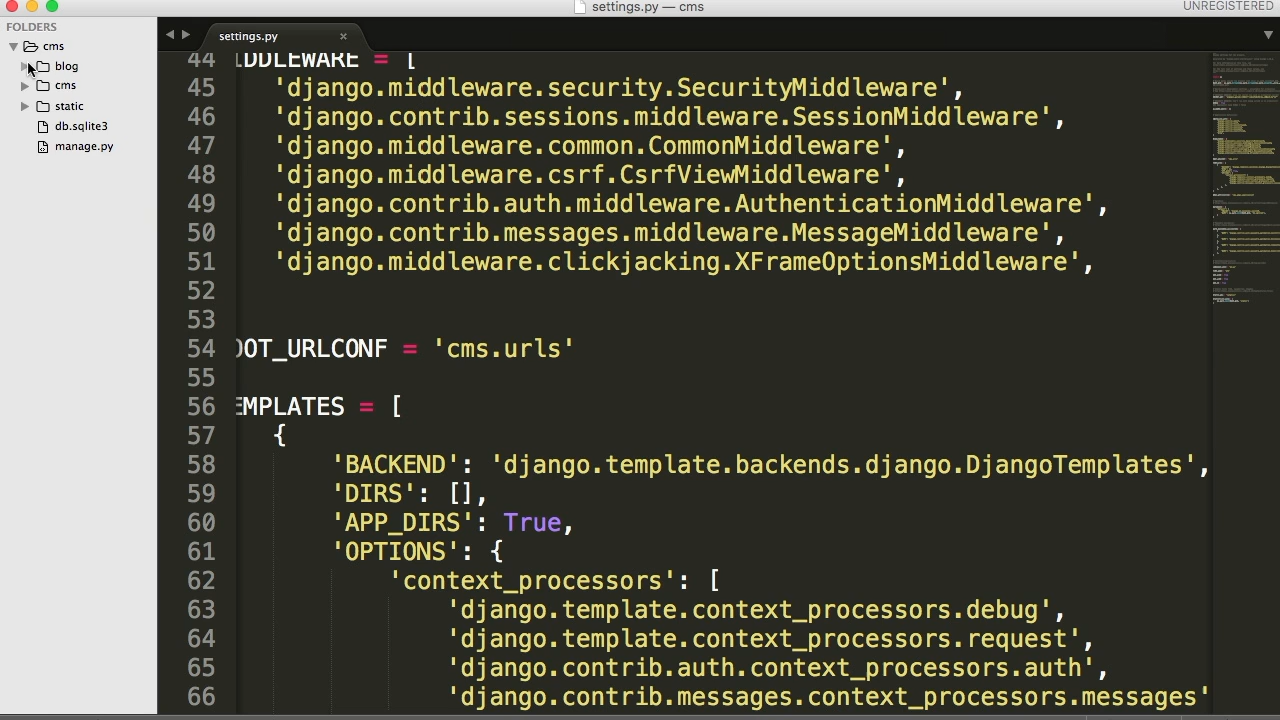 settings.py — cms
UNREGISTERED
FOLDERS
cms
blog
cms
static
db.sqlite3
manage.py
settings.py ×
44 IDDLEWARE = [
45 'django.middleware.security.SecurityMiddleware',
46 'django.contrib.sessions.middleware.SessionMiddleware',
47 'django.middleware.common.CommonMiddleware',
48 'django.middleware.csrf.CsrfViewMiddleware',
49 'django.contrib.auth.middleware.AuthenticationMiddleware',
50 'django.contrib.messages.middleware.MessageMiddleware',
51 'django.middleware.clickjacking.XFrameOptionsMiddleware',
52
53
54 OOT_URLCONF = 'cms.urls'
55
56 EMPLATES = [
57 {
58 'BACKEND': 'django.template.backends.django.DjangoTemplates',
59 'DIRS': [],
60 'APP_DIRS': True,
61 'OPTIONS': {
62 'context_processors': [
63 'django.template.context_processors.debug',
64 'django.template.context_processors.request',
65 'django.contrib.auth.context_processors.auth',
66 'django.contrib.messages.context_processors.messages'